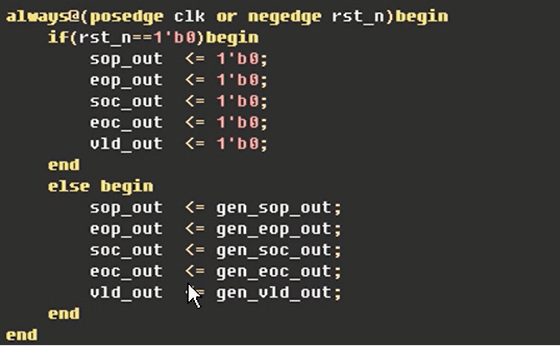 always@(posedge clk or negedge rst_n)begin
    if(rst_n==1'b0)begin
        sop_out  <= 1'b0;
        eop_out  <= 1'b0;
        soc_out  <= 1'b0;
        eoc_out  <= 1'b0;
        vld_out  <= 1'b0;
    end
    else begin
        sop_out  <= gen_sop_out;
        eop_out  <= gen_eop_out;
        soc_out  <= gen_soc_out;
        eoc_out  <= gen_eoc_out;
        vld_out  <= gen_vld_out;
    end
end